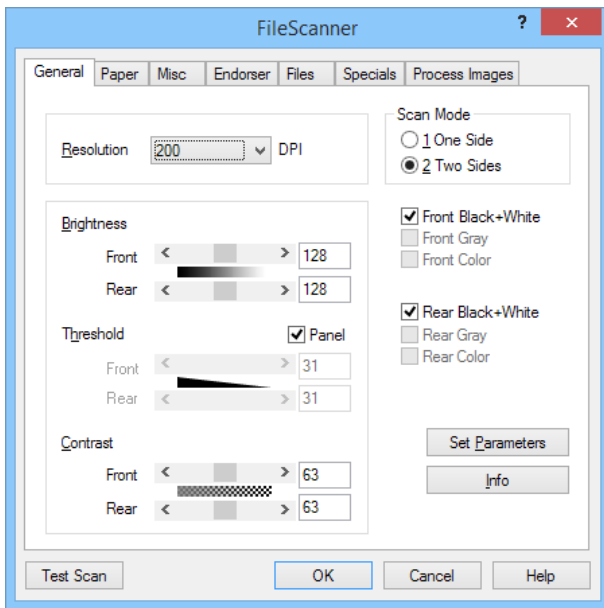 FileScanner ? ×
General Paper Misc Endorser Files Specials Process Images
Resolution 200 DPI
Scan Mode
1 One Side
2 Two Sides
Brightness
Front 128
Rear 128
Threshold Panel
Front 31
Rear 31
Contrast
Front 63
Rear 63
Front Black+White
Front Gray
Front Color
Rear Black+White
Rear Gray
Rear Color
Set Parameters
Info
Test Scan OK Cancel Help